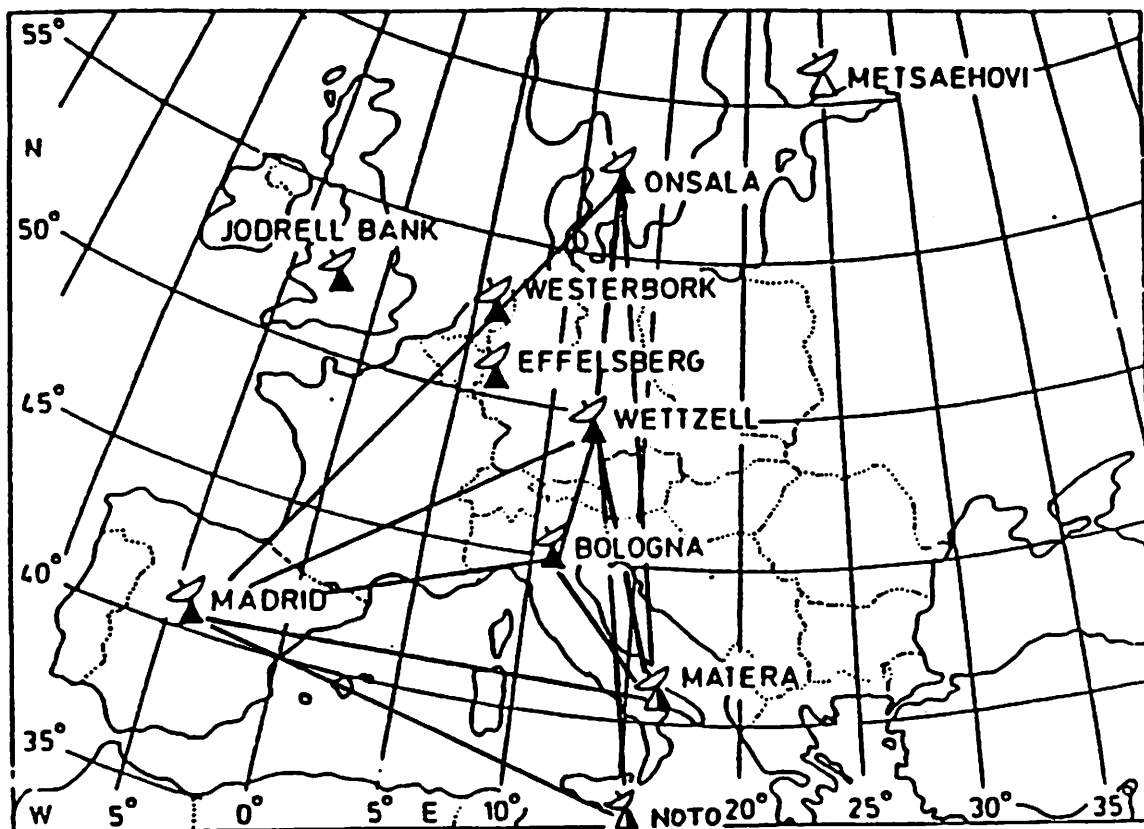 55°
METSAEHOVI
N
ONSALA
50°
JODRELL BANK
WESTERBORK
EFFELSBERG
45°
WETTZELL
BOLOGNA
40°
MADRID
MATERA
35°
W 5° 0° 5° E 10° NOTO 20° 25° 30° 35°